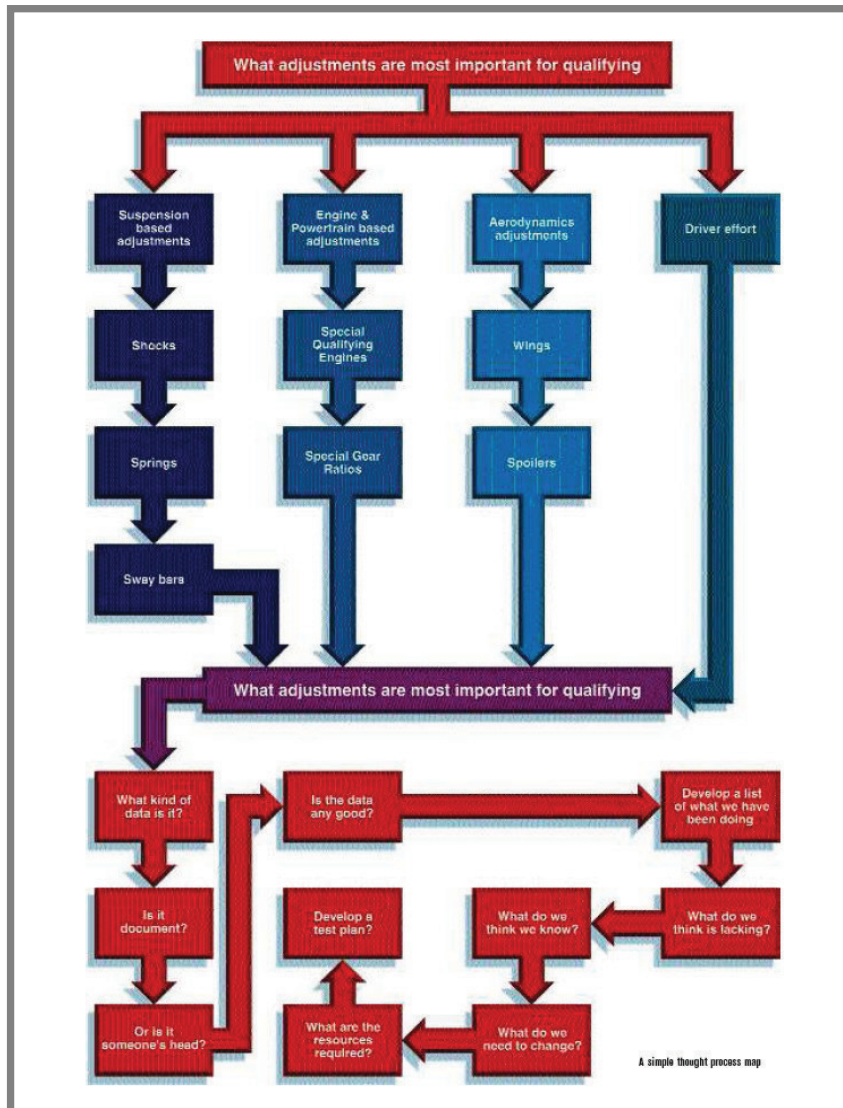 What adjustments are most important for qualifying
Suspension
based
adjustments
Engine &
Powertrain based
adjustments
Aerodynamics
adjustments
Driver effort
Shocks
Special
Qualifying
Engines
Wings
Springs
Special Gear
Ratios
Spoilers
Sway bars
What adjustments are most important for qualifying
What kind of
data is it?
Is the data
any good?
Develop a list
of what we have
been doing
Is it
document?
Develop a
test plan?
What do we
think we know?
What do we
think is lacking?
Or is it
someone's head?
What are the
resources
required?
What do we
need to change?
A simple thought process map